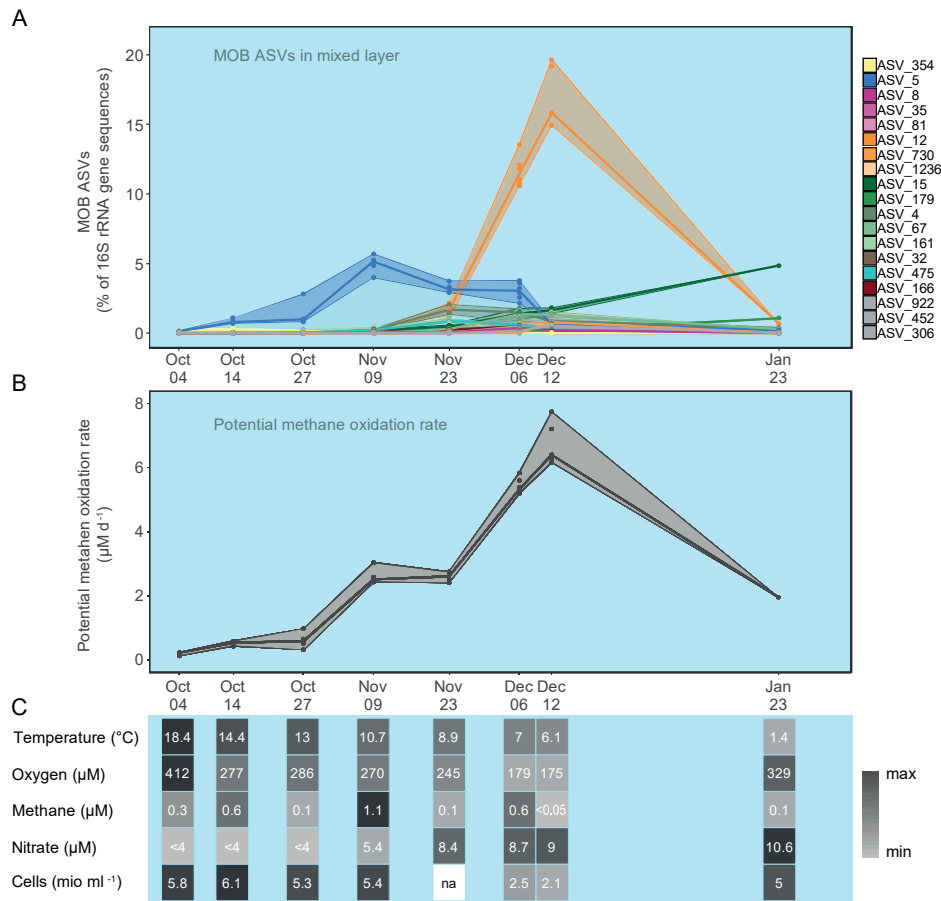 A
MOB ASVs in mixed layer
MOB ASVs
(% of 16S rRNA gene sequences)
20
15
10
5
0
Oct 04
Oct 14
Oct 27
Nov 09
Nov 23
Dec 06
Dec 12
Jan 23
ASV_354
ASV_5
ASV_8
ASV_35
ASV_81
ASV_12
ASV_730
ASV_1236
ASV_15
ASV_179
ASV_4
ASV_67
ASV_161
ASV_32
ASV_475
ASV_166
ASV_922
ASV_452
ASV_306
B
Potential methane oxidation rate
Potential metahen oxidation rate
(µM d⁻¹)
8
6
4
2
0
Oct 04
Oct 14
Oct 27
Nov 09
Nov 23
Dec 06
Dec 12
Jan 23
C
Temperature (°C) 18.4 14.4 13 10.7 8.9 7 6.1 1.4
Oxygen (µM) 412 277 286 270 245 179 175 329
Methane (µM) 0.3 0.6 0.1 1.1 0.1 0.6 <0.05 0.1
Nitrate (µM) <4 <4 <4 5.4 8.4 8.7 9 10.6
Cells (mio ml⁻¹) 5.8 6.1 5.3 5.4 na 2.5 2.1 5
max
min